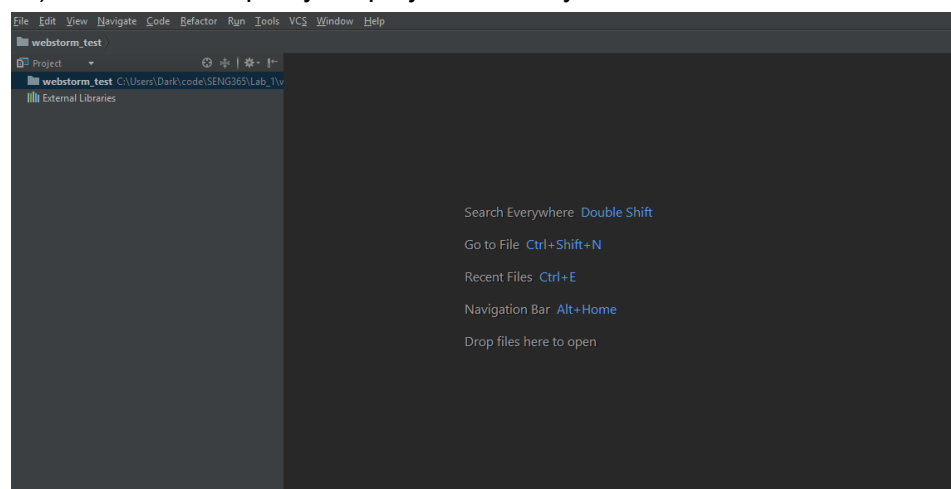 File Edit View Navigate Code Refactor Run Tools VCS Window Help
webstorm_test
Project
webstorm_test C:\Users\Dark\code\SENG365\Lab_1\
External Libraries
Search Everywhere Double Shift
Go to File Ctrl+Shift+N
Recent Files Ctrl+E
Navigation Bar Alt+Home
Drop files here to open